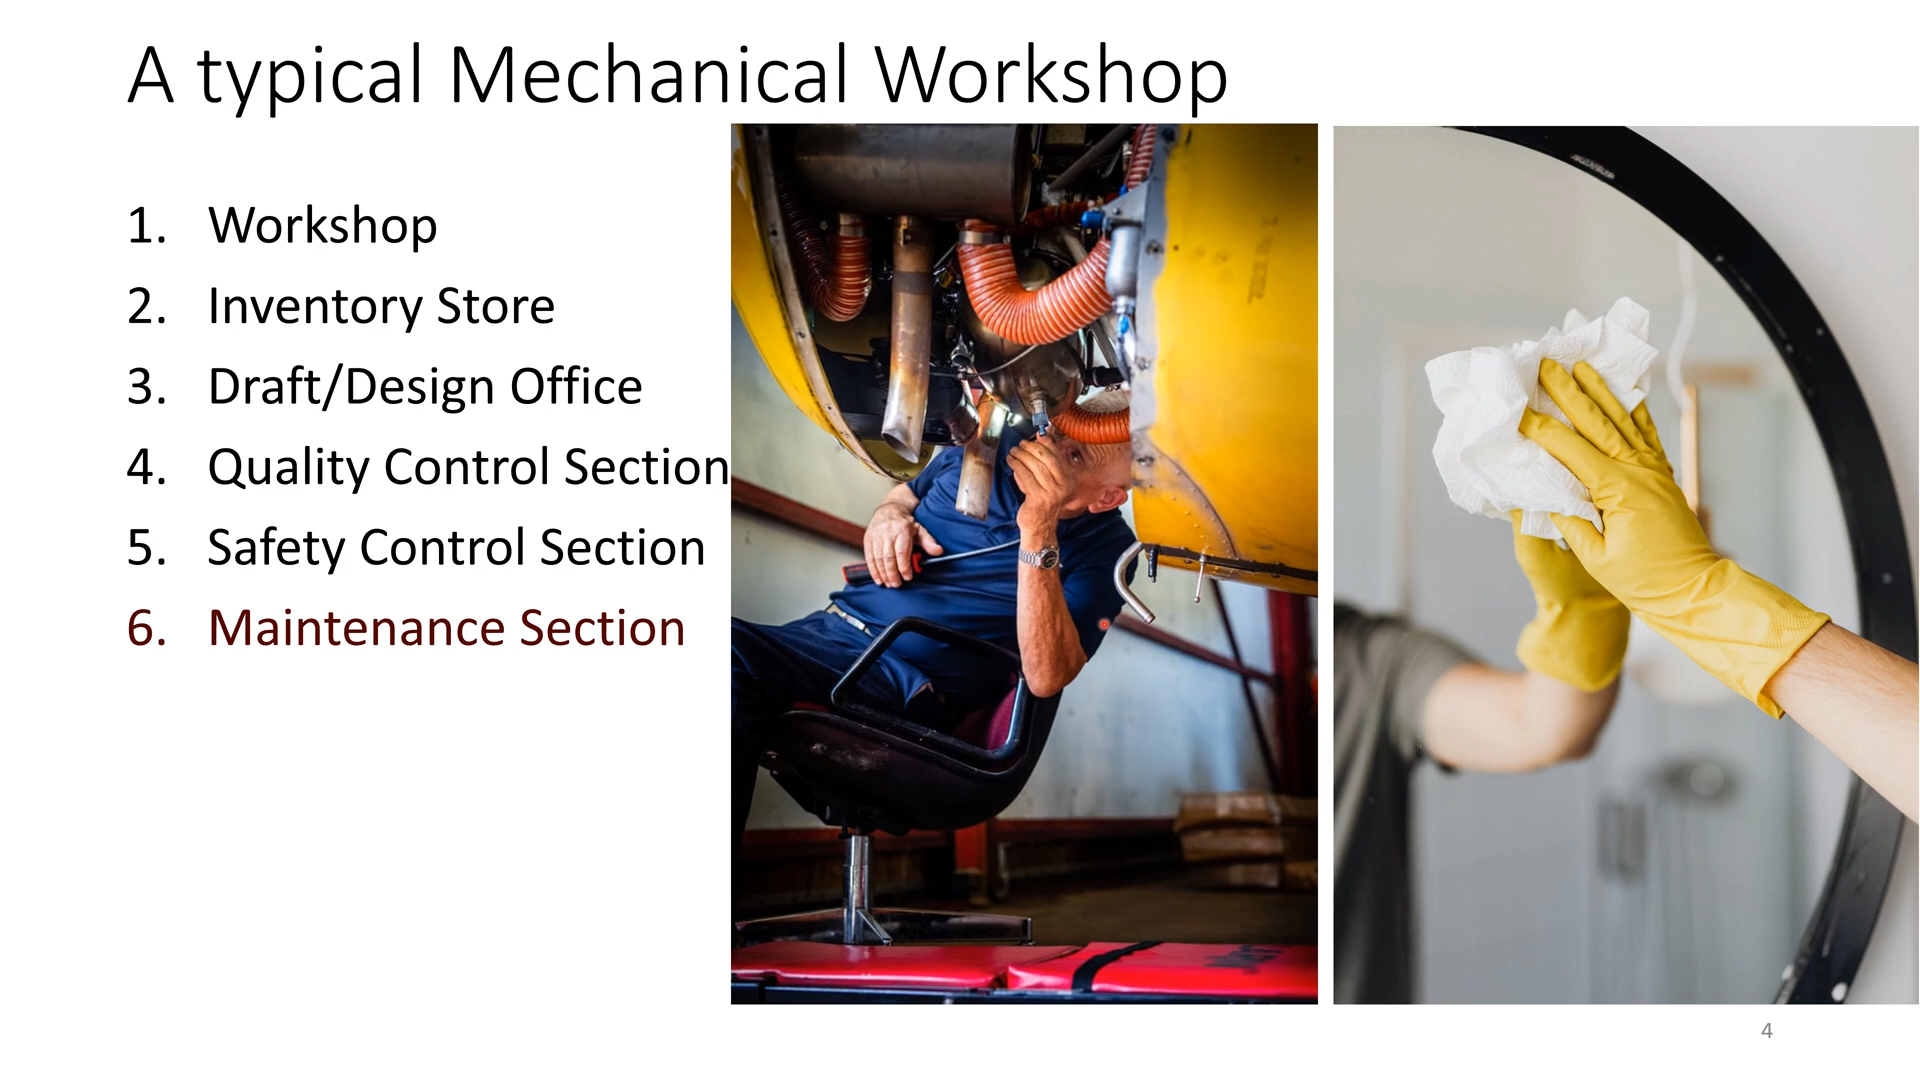 A typical Mechanical Workshop
1. Workshop
2. Inventory Store
3. Draft/Design Office
4. Quality Control Section
5. Safety Control Section
6. Maintenance Section
4